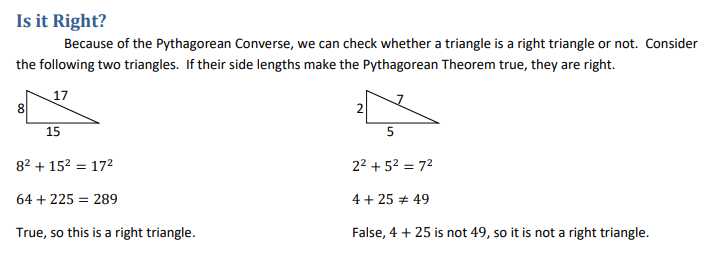 Is it Right?
Because of the Pythagorean Converse, we can check whether a triangle is a right triangle or not. Consider
the following two triangles. If their side lengths make the Pythagorean Theorem true, they are right.
17
8
15
2
7
5
8² + 15² = 17²
2² + 5² = 7²
64 + 225 = 289
4 + 25 ≠ 49
True, so this is a right triangle.
False, 4 + 25 is not 49, so it is not a right triangle.